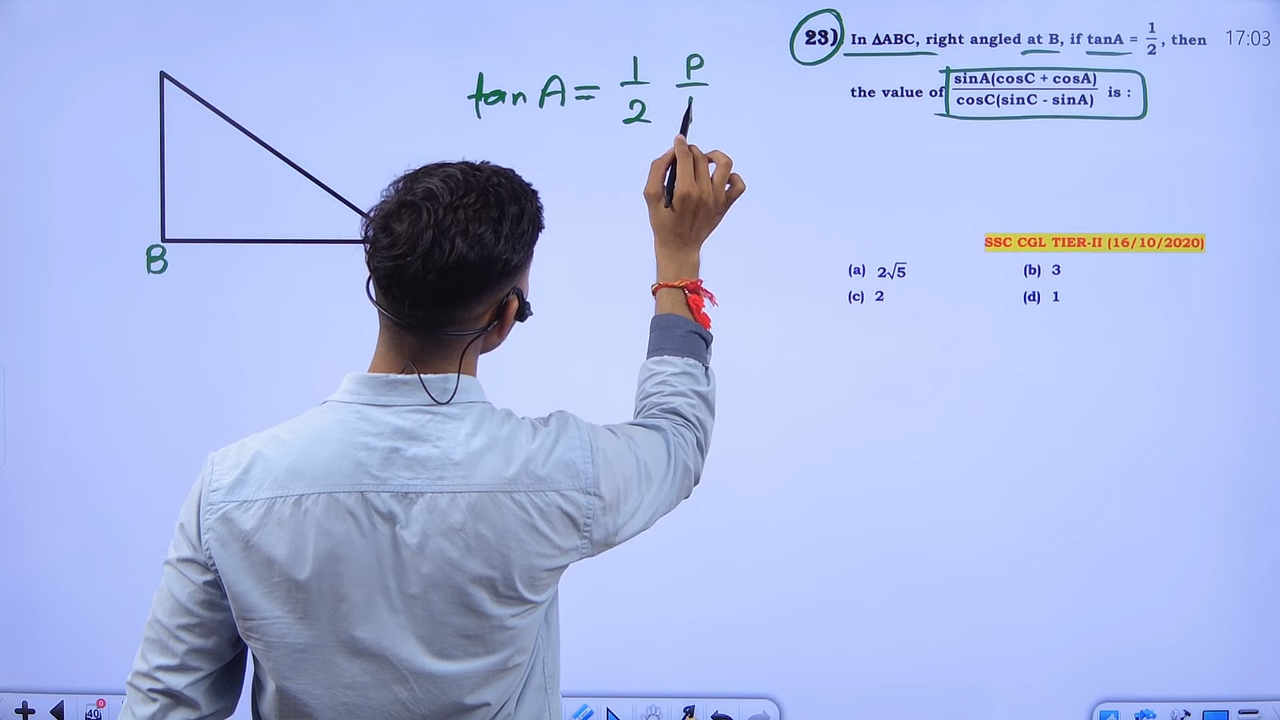 23) In ΔABC, right angled at B, if tanA = 1/2, then
the value of sinA(cosC + cosA)/cosC(sinC - sinA) is :
17:03
tan A = 1/2 P
B
SSC CGL TIER-II (16/10/2020)
(a) 2√5 (b) 3
(c) 2 (d) 1
40